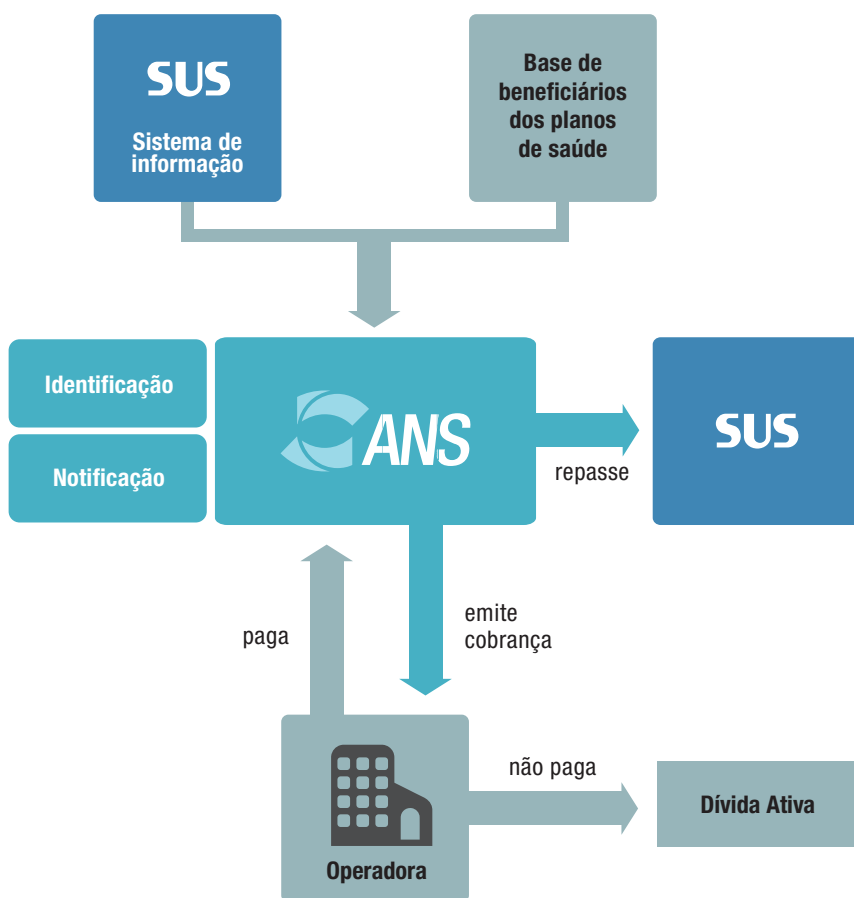 SUS
Sistema de
informação
Base de
beneficiários
dos planos
de saúde
Identificação
Notificação
ANS
repasse
SUS
paga
emite
cobrança
Operadora
não paga
Dívida Ativa